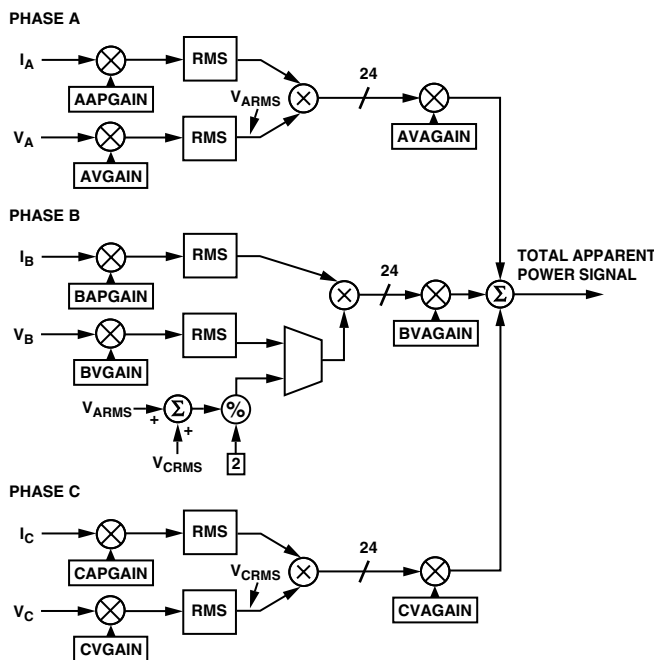 PHASE A
I_A
RMS
24
AAPGAIN
V_ARMS
V_A
RMS
AVAGAIN
AVGAIN
PHASE B
I_B
RMS
24
TOTAL APPARENT
POWER SIGNAL
BAPGAIN
Σ
V_B
RMS
BVAGAIN
BVGAIN
V_ARMS
Σ
%
+
+
V_CRMS
2
PHASE C
I_C
RMS
24
CAPGAIN
V_CRMS
V_C
RMS
CVAGAIN
CVGAIN